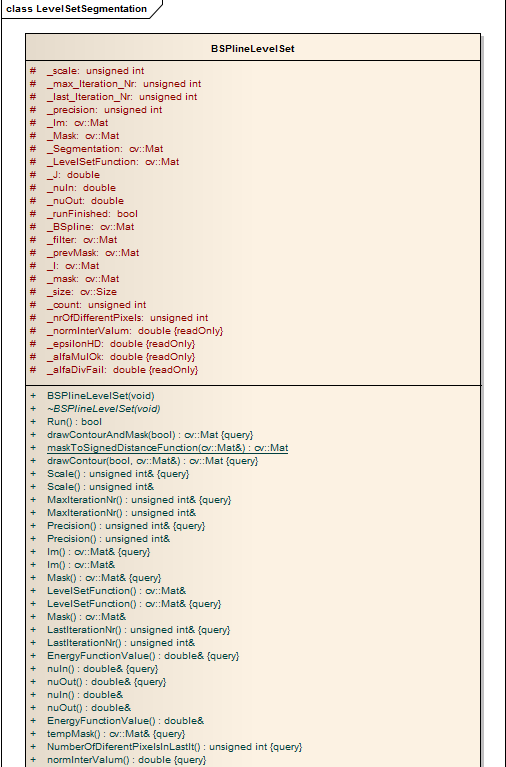 class LevelSetSegmentation
BSPlineLevelSet
# _scale: unsigned int
# _max_Iteration_Nr: unsigned int
# _last_Iteration_Nr: unsigned int
# _precision: unsigned int
# _Im: cv::Mat
# _Mask: cv::Mat
# _Segmentation: cv::Mat
# _LevelSetFunction: cv::Mat
# _J: double
# _nuIn: double
# _nuOut: double
# _runFinished: bool
# _BSpline: cv::Mat
# _filter: cv::Mat
# _prevMask: cv::Mat
# _I: cv::Mat
# _mask: cv::Mat
# _size: cv::Size
# _count: unsigned int
# _nrOfDifferentPixels: unsigned int
# _normInterValum: double {readOnly}
# _epsilonHD: double {readOnly}
# _alfaMulOk: double {readOnly}
# _alfaDivFail: double {readOnly}
+ BSPlineLevelSet(void)
+ ~BSPlineLevelSet(void)
+ Run() : bool
+ drawContourAndMask(bool) : cv::Mat {query}
+ maskToSignedDistanceFunction(cv::Mat&) : cv::Mat
+ drawContour(bool, cv::Mat&) : cv::Mat {query}
+ Scale() : unsigned int& {query}
+ Scale() : unsigned int&
+ MaxIterationNr() : unsigned int& {query}
+ MaxIterationNr() : unsigned int&
+ Precision() : unsigned int& {query}
+ Precision() : unsigned int&
+ Im() : cv::Mat& {query}
+ Im() : cv::Mat&
+ Mask() : cv::Mat& {query}
+ LevelSetFunction() : cv::Mat&
+ LevelSetFunction() : cv::Mat& {query}
+ Mask() : cv::Mat&
+ LastIterationNr() : unsigned int& {query}
+ LastIterationNr() : unsigned int&
+ EnergyFunctionValue() : double& {query}
+ nuIn() : double& {query}
+ nuOut() : double& {query}
+ nuIn() : double&
+ nuOut() : double&
+ EnergyFunctionValue() : double&
+ tempMask() : cv::Mat& {query}
+ NumberOfDiferentPixelsInLastIt() : unsigned int {query}
+ normInterValum() : double {query}